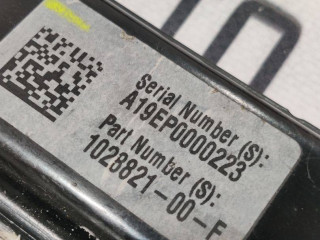 Serial Number (S):
A19EP0000223
Part Number (S):
1028821-00-F